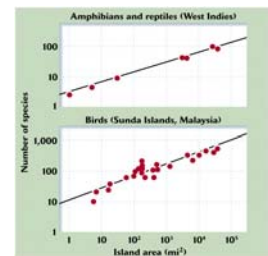 Amphibians and reptiles (West Indies)
100
10
1
Birds (Sunda Islands, Malaysia)
1,000
100
10
1
Number of species
1 10 10² 10³ 10⁴ 10⁵
Island area (mi²)